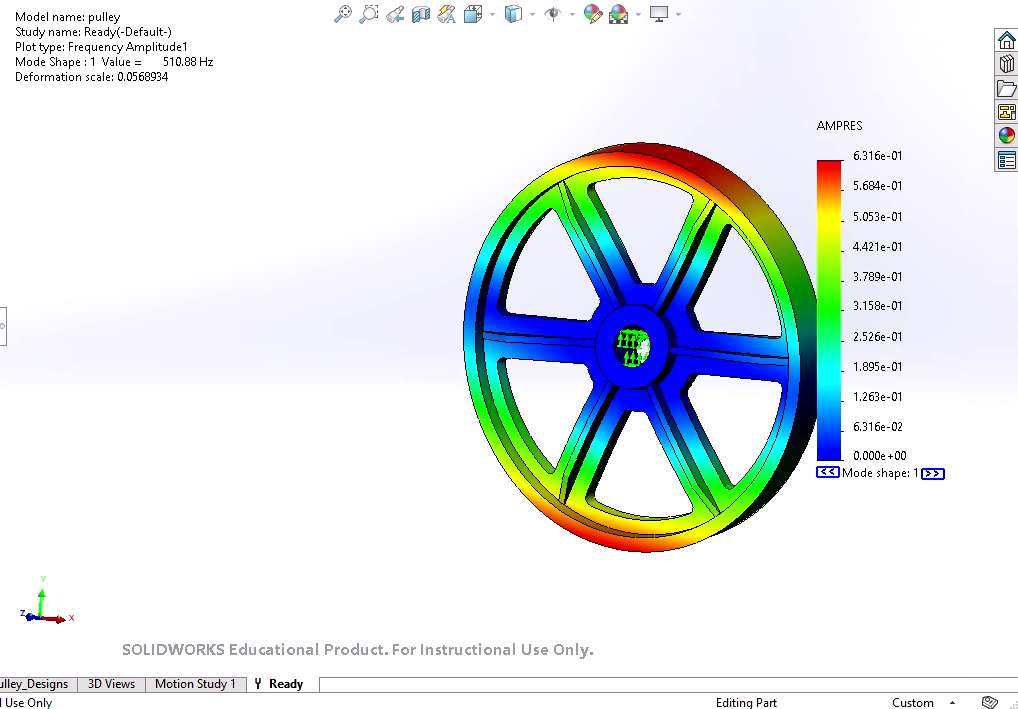 Model name: pulley
Study name: Ready(-Default-)
Plot type: Frequency Amplitude1
Mode Shape : 1 Value = 510.88 Hz
Deformation scale: 0.0568934
AMPRES
6.316e-01
5.684e-01
5.053e-01
4.421e-01
3.789e-01
3.158e-01
2.526e-01
1.895e-01
1.263e-01
6.316e-02
0.000e+00
<< Mode shape: 1 >>
Y
Z
X
SOLIDWORKS Educational Product. For Instructional Use Only.
ulley_Designs 3D Views Motion Study 1 Ready
l Use Only Editing Part Custom